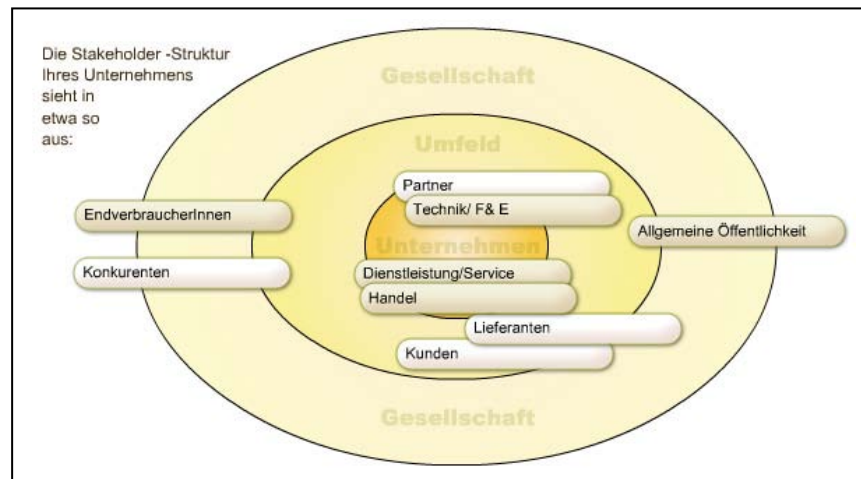 Die Stakeholder -Struktur
Ihres Unternehmens
sieht in
etwa so
aus:
Gesellschaft
Umfeld
Partner
Technik/ F& E
EndverbraucherInnen
Allgemeine Öffentlichkeit
Unternehmen
Konkurenten
Dienstleistung/Service
Handel
Lieferanten
Kunden
Gesellschaft